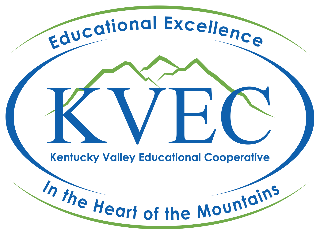 Educational Excellence
KVEC
Kentucky Valley Educational Cooperative
In the Heart of the Mountains